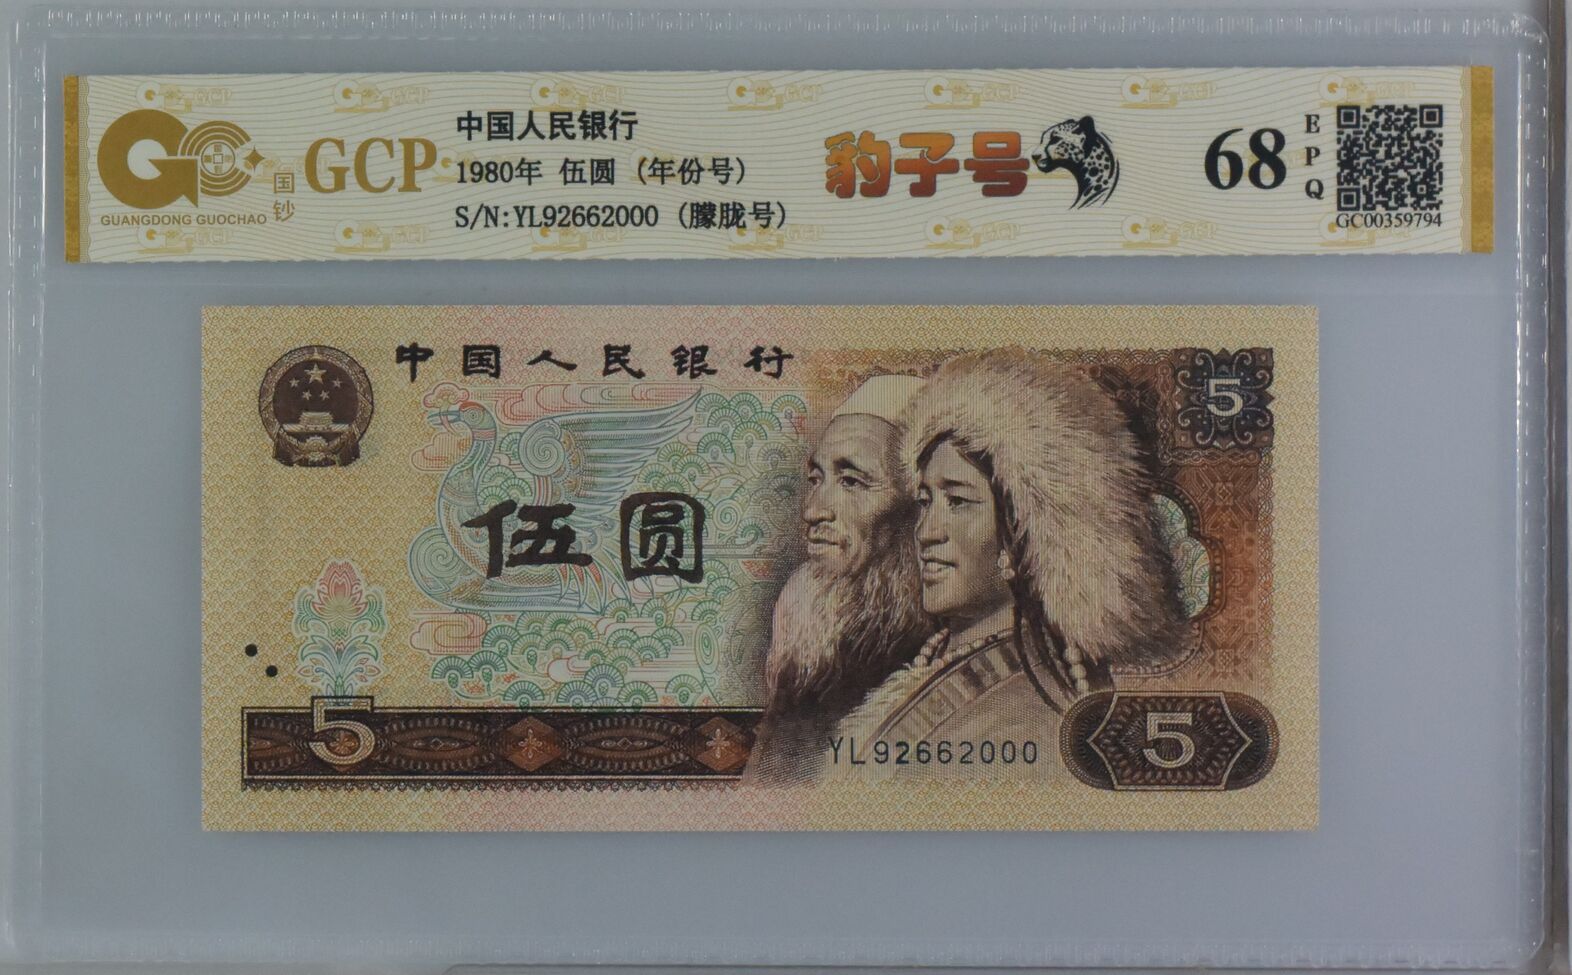 GUANGDONG GUOCHAO
国钞
GCP
中国人民银行
1980年 伍圆 (年份号)
S/N:YL92662000 (朦胧号)
豹子号
68
EPQ
GC00359794
中国人民银行
5
伍圆
5
YL92662000
5